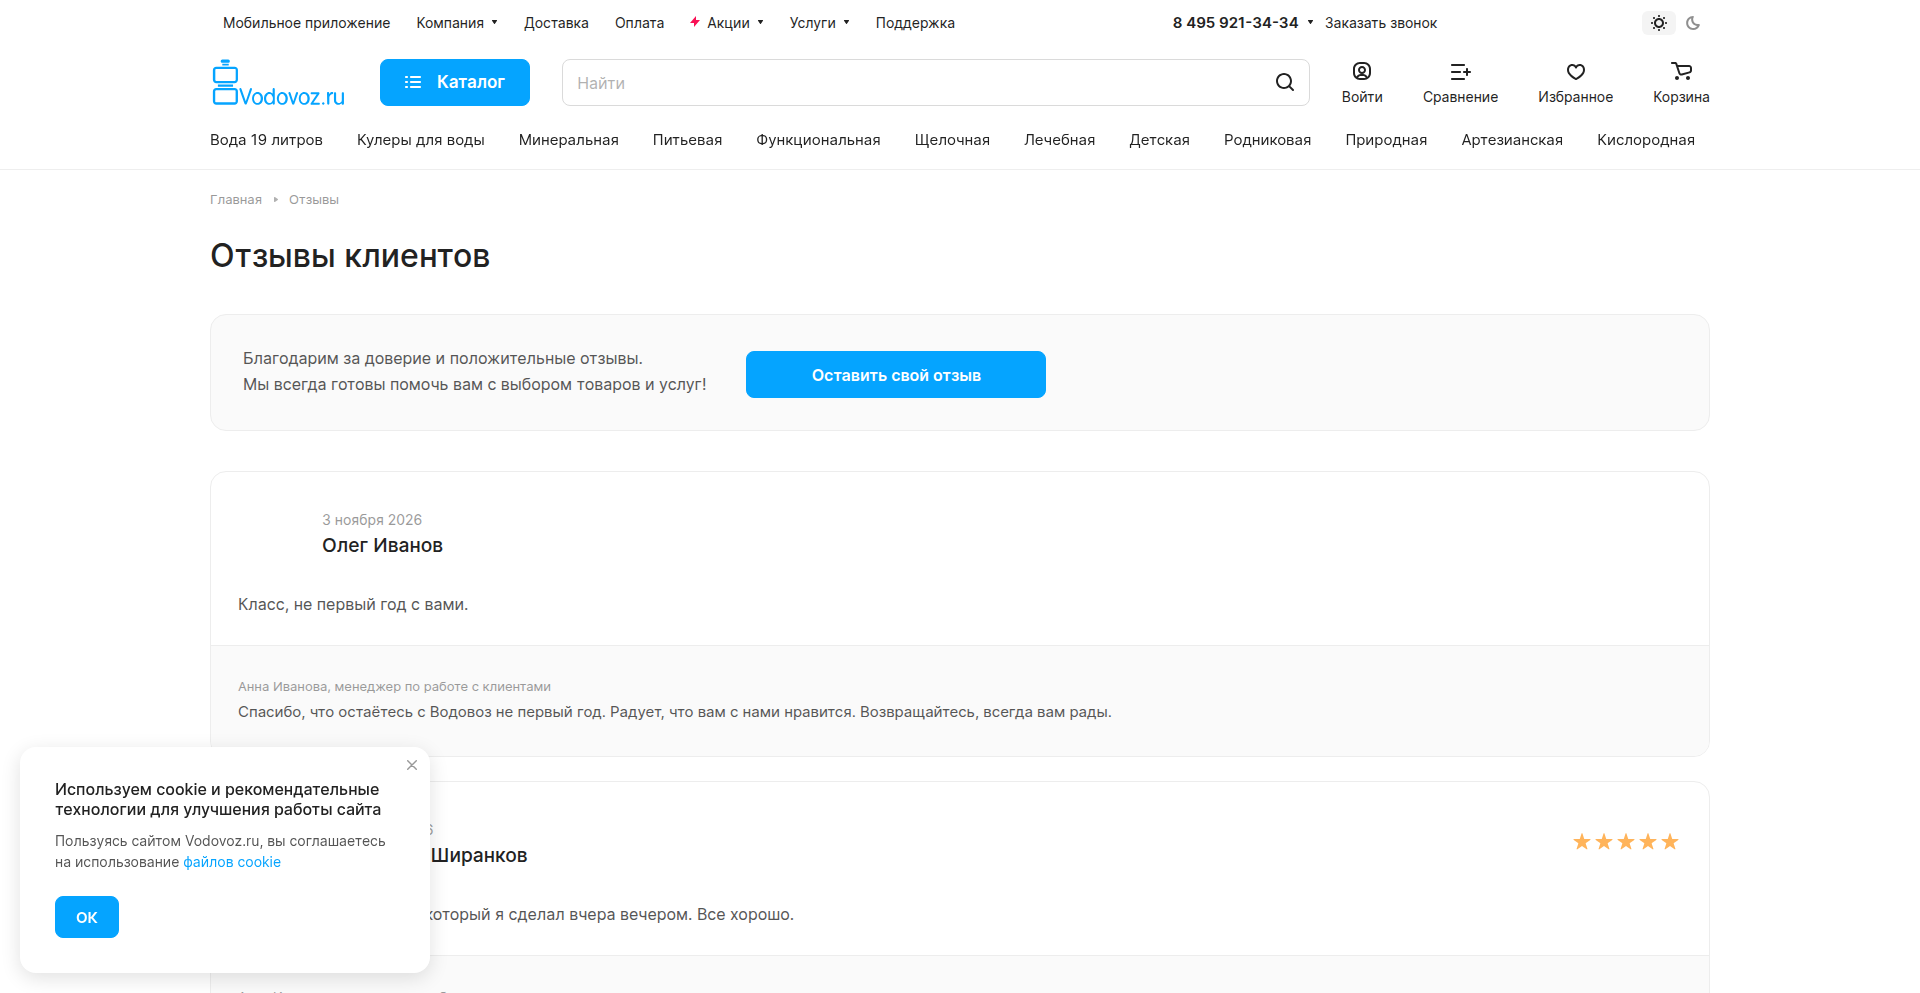 Мобильное приложение Компания Доставка Оплата Акции Услуги Поддержка 8 495 921-34-34 Заказать звонок
Vodovoz.ru Каталог Найти Войти Сравнение Избранное Корзина
Вода 19 литров Кулеры для воды Минеральная Питьевая Функциональная Щелочная Лечебная Детская Родниковая Природная Артезианская Кислородная
Главная Отзывы
Отзывы клиентов
Благодарим за доверие и положительные отзывы.
Мы всегда готовы помочь вам с выбором товаров и услуг!
Оставить свой отзыв
3 ноября 2026
Олег Иванов
Класс, не первый год с вами.
Анна Иванова, менеджер по работе с клиентами
Спасибо, что остаётесь с Водовоз не первый год. Радует, что вам с нами нравится. Возвращайтесь, всегда вам рады.
Ширанков
который я сделал вчера вечером. Все хорошо.
Используем cookie и рекомендательные
технологии для улучшения работы сайта
Пользуясь сайтом Vodovoz.ru, вы соглашаетесь
на использование файлов cookie
ОК